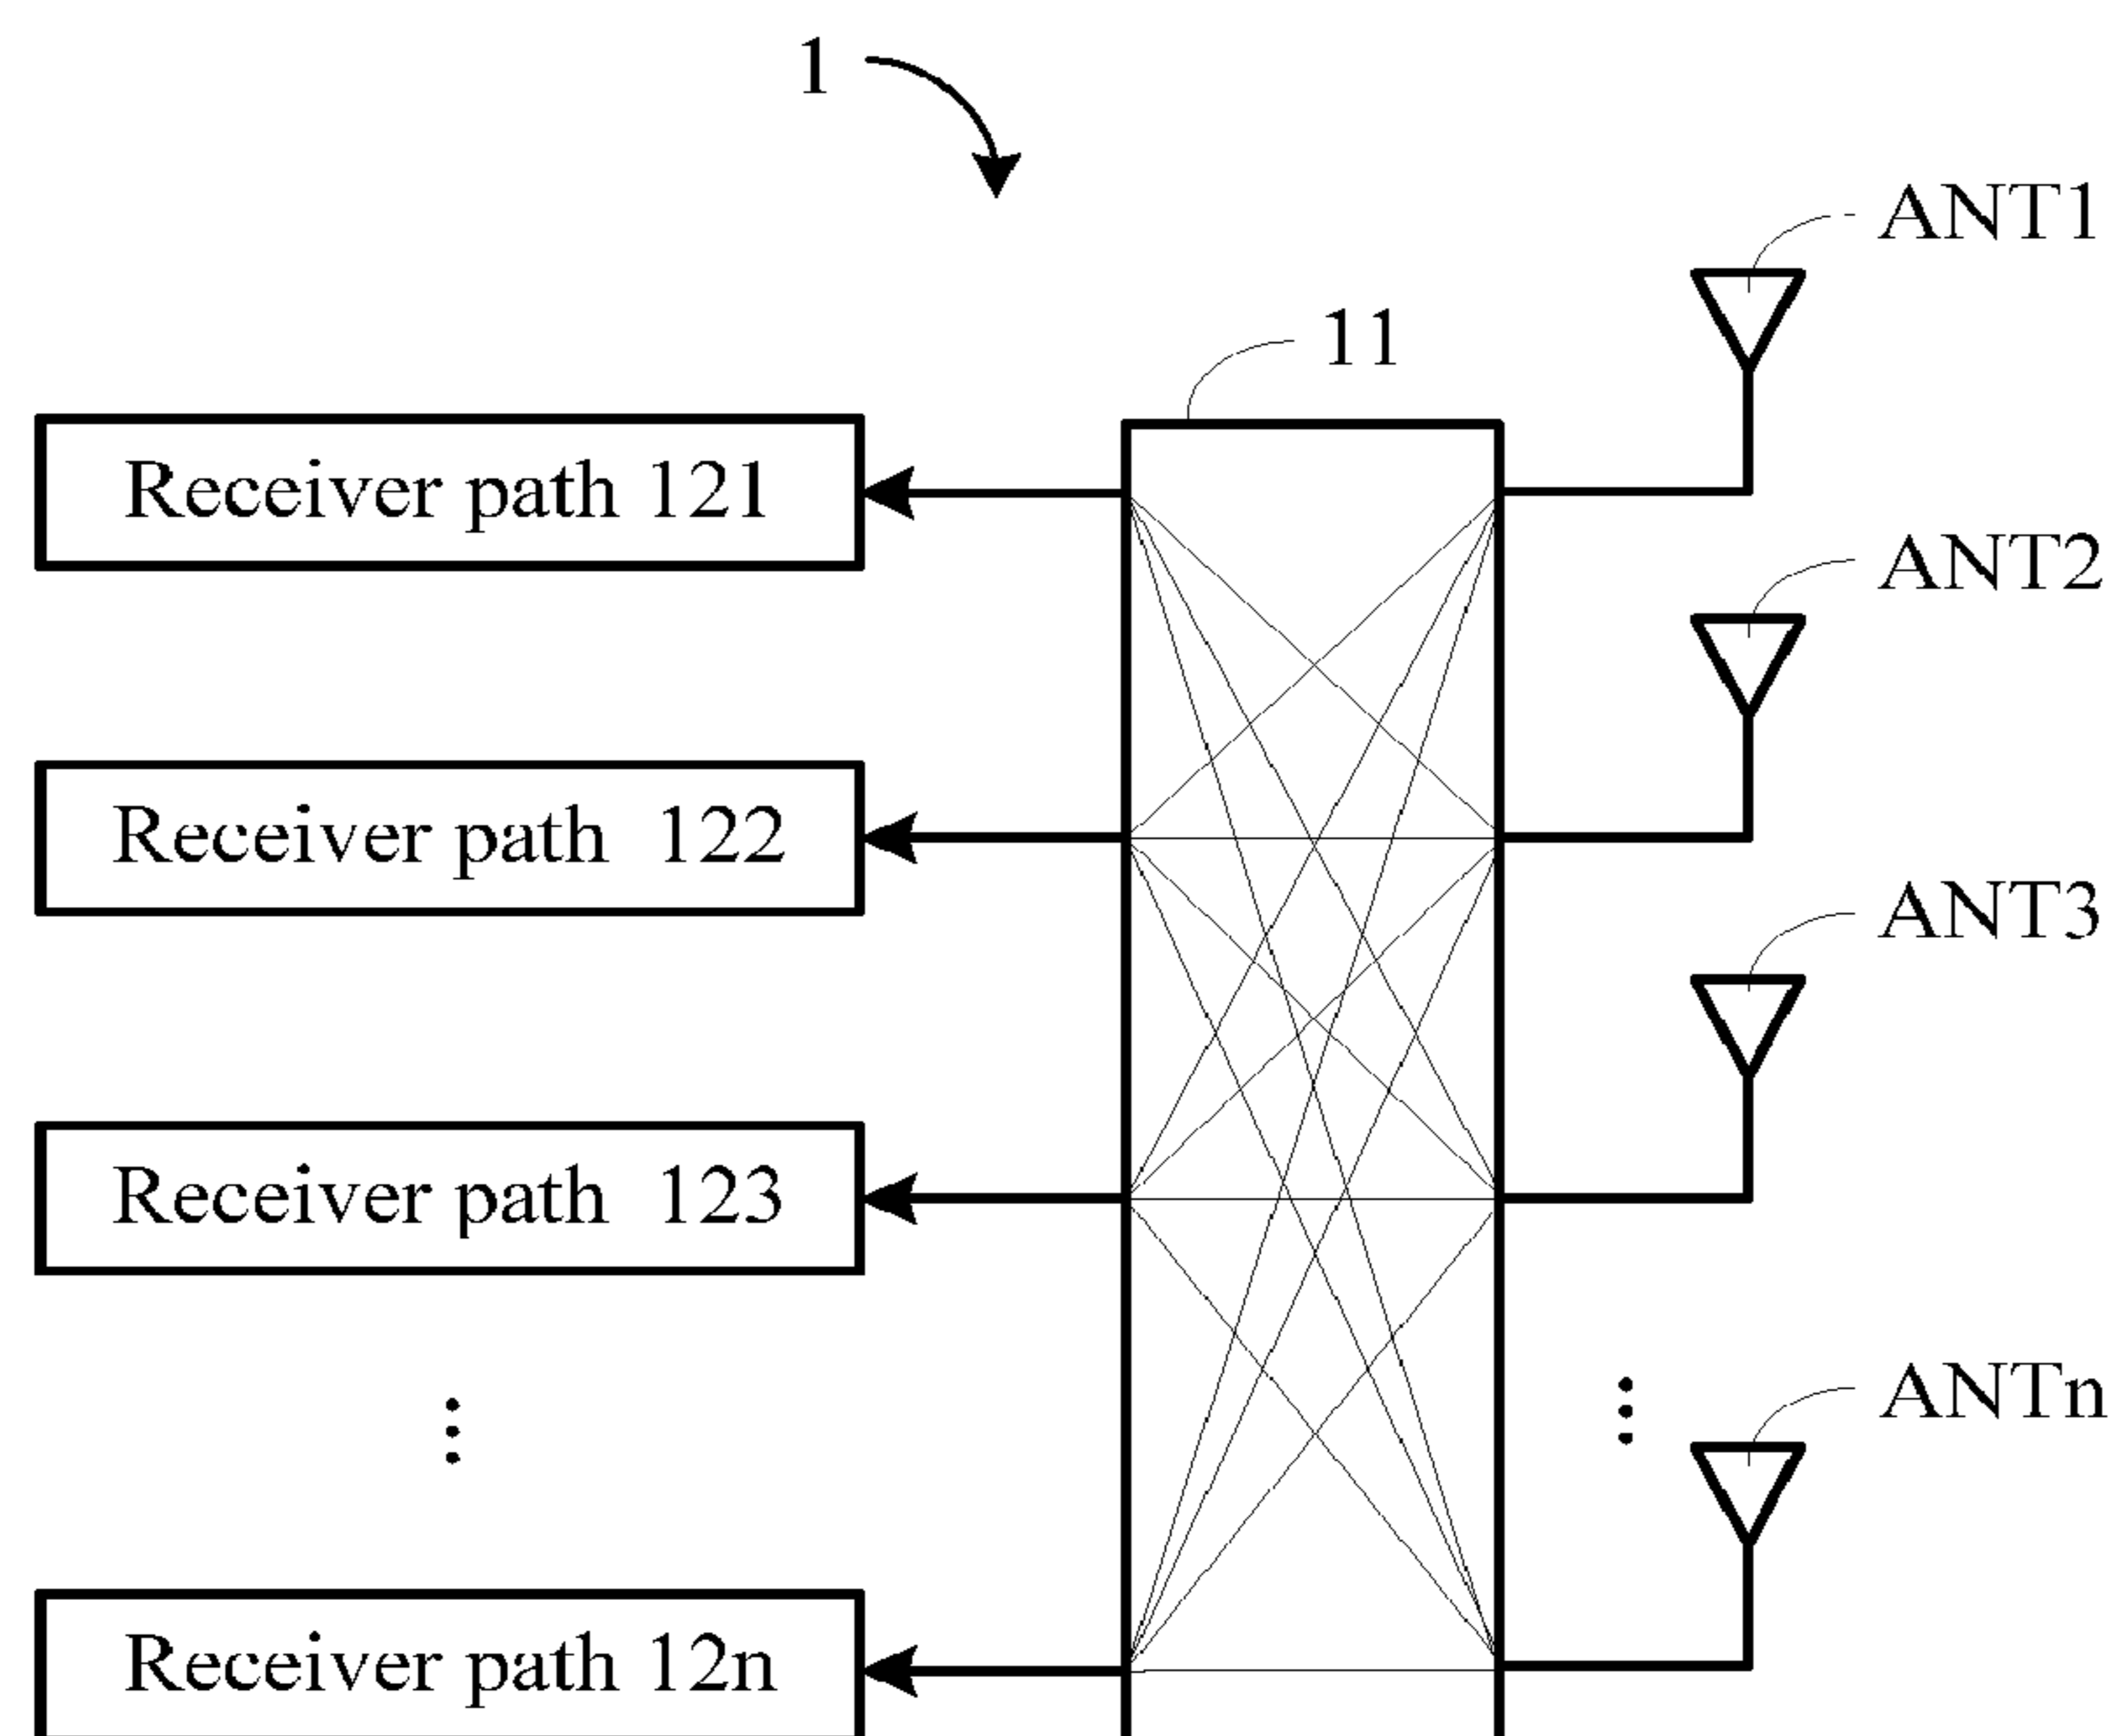 1
ANT1
11
Receiver path 121
ANT2
Receiver path 122
ANT3
Receiver path 123
ANTn
Receiver path 12n